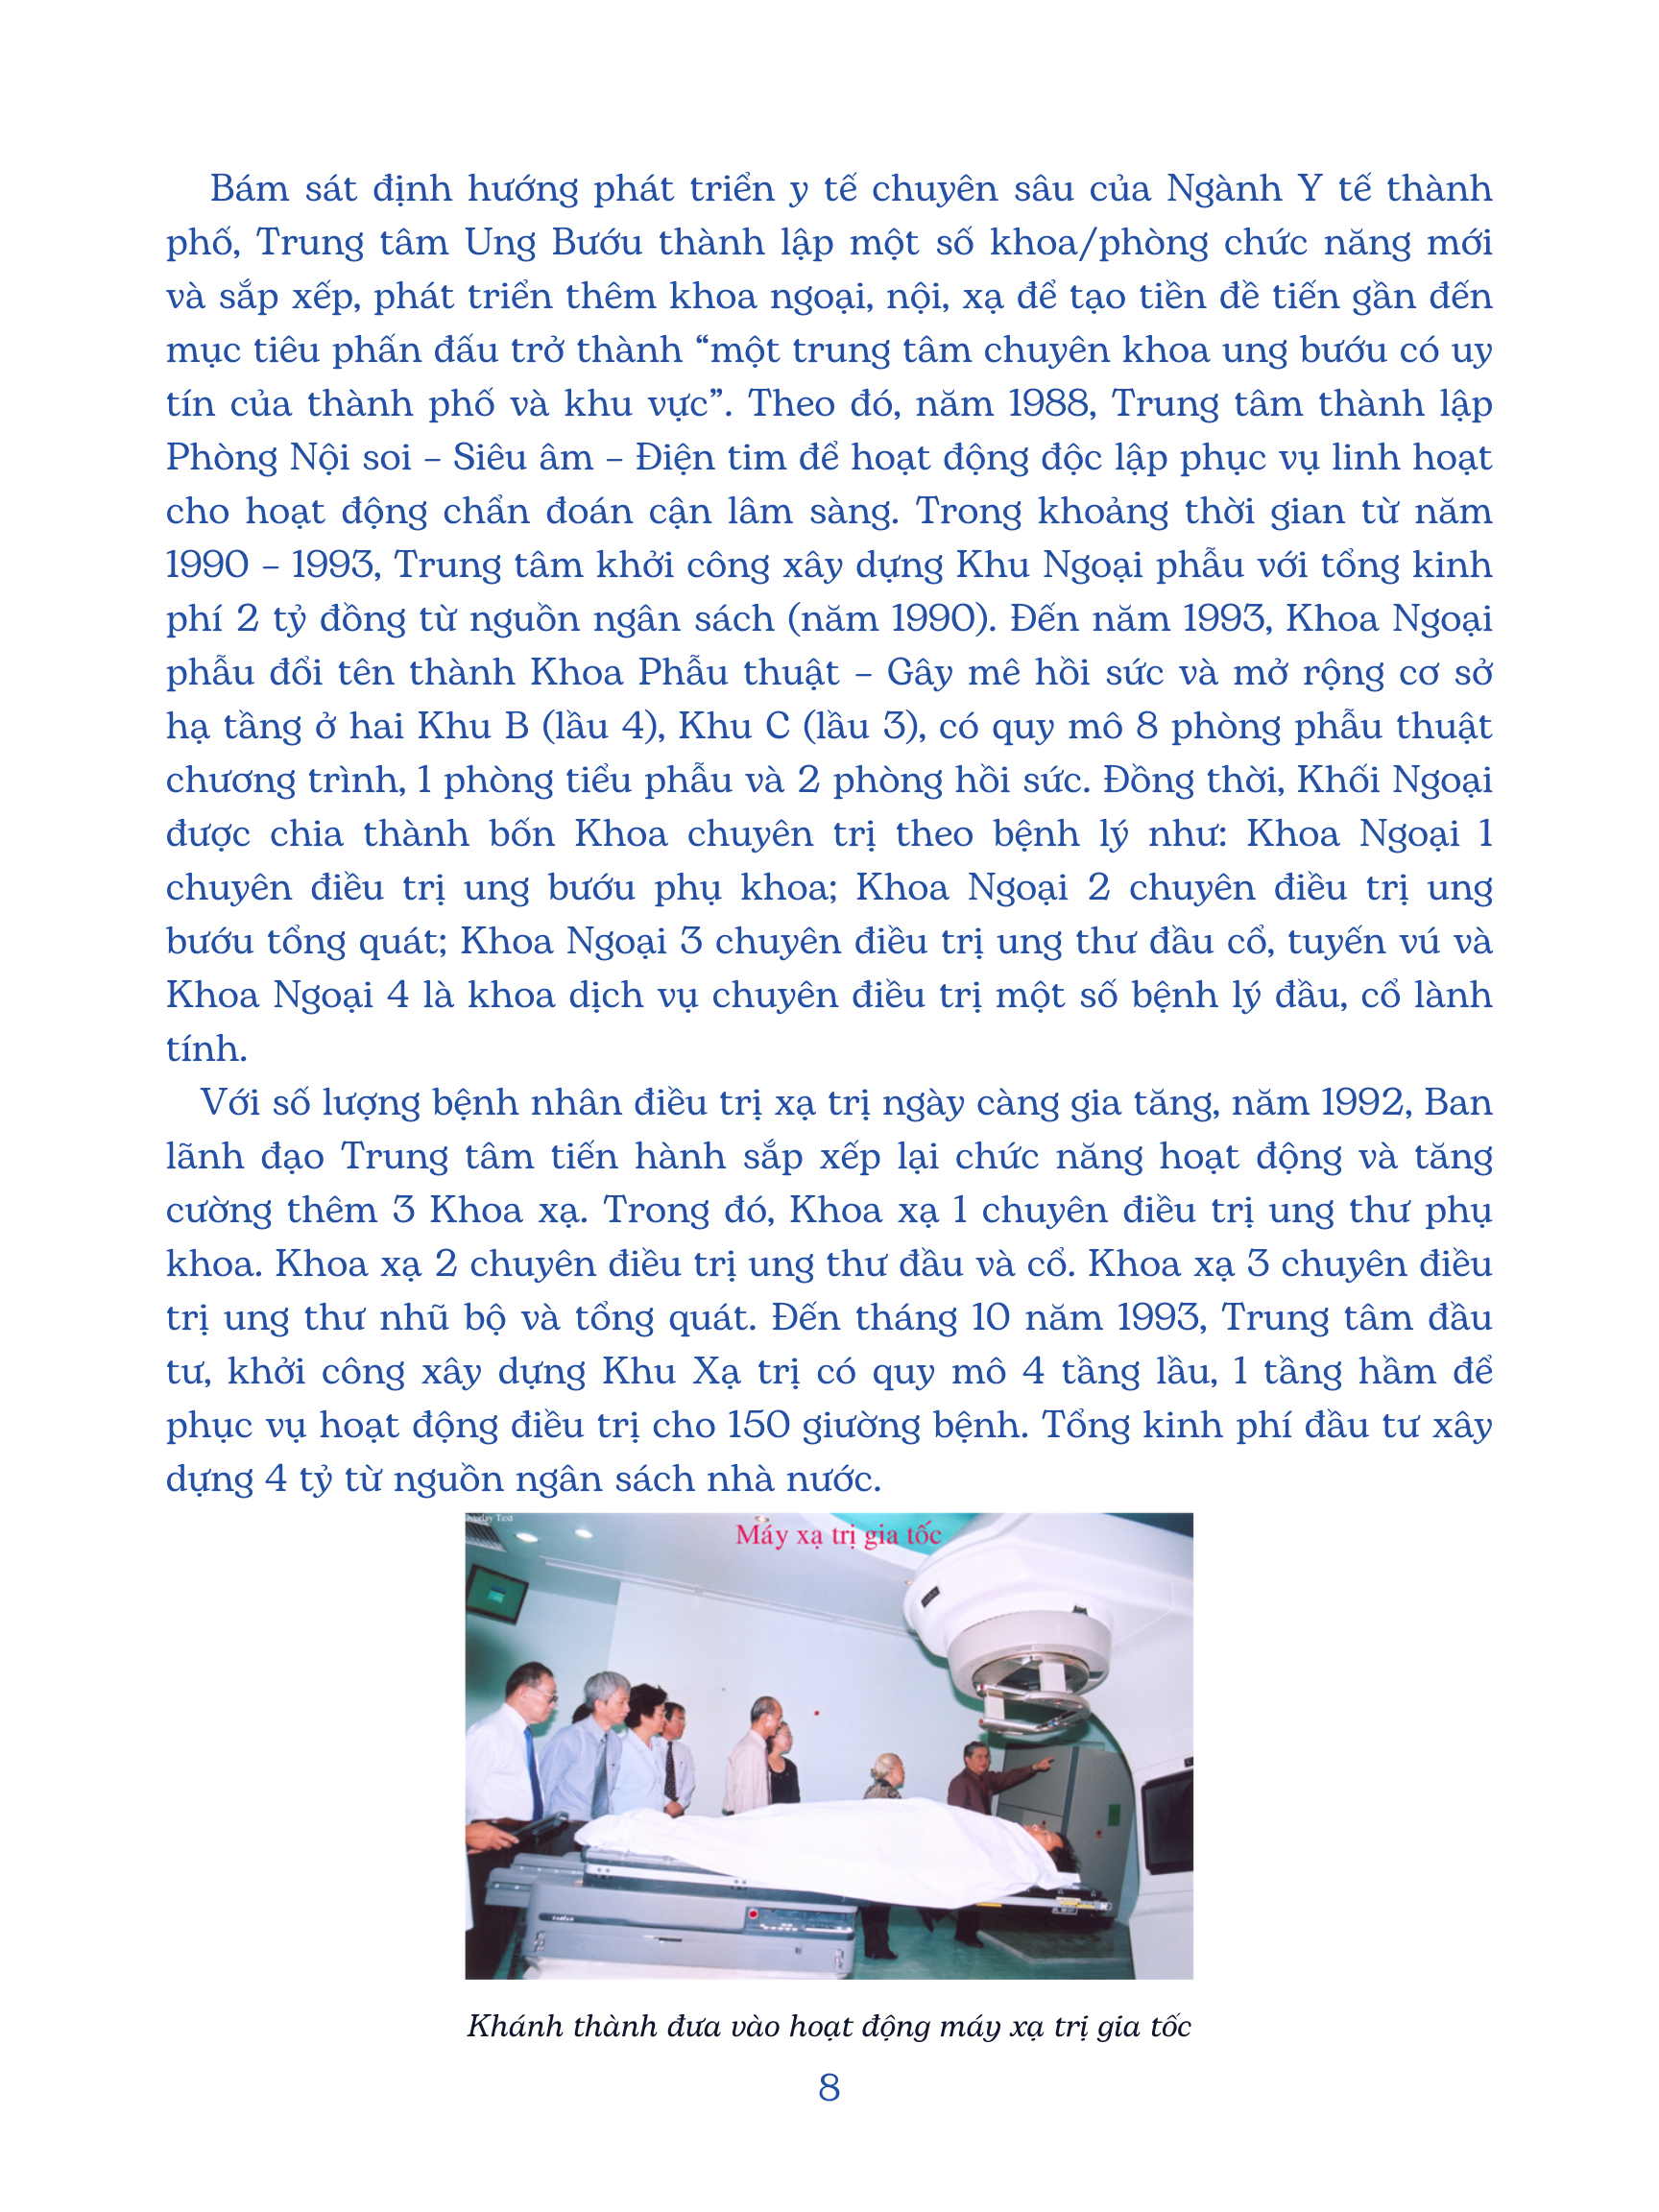 Bám sát định hướng phát triển y tế chuyên sâu của Ngành Y tế thành
phố, Trung tâm Ung Bướu thành lập một số khoa/phòng chức năng mới
và sắp xếp, phát triển thêm khoa ngoại, nội, xạ để tạo tiền đề tiến gần đến
mục tiêu phấn đấu trở thành “một trung tâm chuyên khoa ung bướu có uy
tín của thành phố và khu vực”. Theo đó, năm 1988, Trung tâm thành lập
Phòng Nội soi – Siêu âm – Điện tim để hoạt động độc lập phục vụ linh hoạt
cho hoạt động chẩn đoán cận lâm sàng. Trong khoảng thời gian từ năm
1990 – 1993, Trung tâm khởi công xây dựng Khu Ngoại phẫu với tổng kinh
phí 2 tỷ đồng từ nguồn ngân sách (năm 1990). Đến năm 1993, Khoa Ngoại
phẫu đổi tên thành Khoa Phẫu thuật – Gây mê hồi sức và mở rộng cơ sở
hạ tầng ở hai Khu B (lầu 4), Khu C (lầu 3), có quy mô 8 phòng phẫu thuật
chương trình, 1 phòng tiểu phẫu và 2 phòng hồi sức. Đồng thời, Khối Ngoại
được chia thành bốn Khoa chuyên trị theo bệnh lý như: Khoa Ngoại 1
chuyên điều trị ung bướu phụ khoa; Khoa Ngoại 2 chuyên điều trị ung
bướu tổng quát; Khoa Ngoại 3 chuyên điều trị ung thư đầu cổ, tuyến vú và
Khoa Ngoại 4 là khoa dịch vụ chuyên điều trị một số bệnh lý đầu, cổ lành
tính.
Với số lượng bệnh nhân điều trị xạ trị ngày càng gia tăng, năm 1992, Ban
lãnh đạo Trung tâm tiến hành sắp xếp lại chức năng hoạt động và tăng
cường thêm 3 Khoa xạ. Trong đó, Khoa xạ 1 chuyên điều trị ung thư phụ
khoa. Khoa xạ 2 chuyên điều trị ung thư đầu và cổ. Khoa xạ 3 chuyên điều
trị ung thư nhũ bộ và tổng quát. Đến tháng 10 năm 1993, Trung tâm đầu
tư, khởi công xây dựng Khu Xạ trị có quy mô 4 tầng lầu, 1 tầng hầm để
phục vụ hoạt động điều trị cho 150 giường bệnh. Tổng kinh phí đầu tư xây
dựng 4 tỷ từ nguồn ngân sách nhà nước.
Text
Máy xạ trị gia tốc
Khánh thành đưa vào hoạt động máy xạ trị gia tốc
8